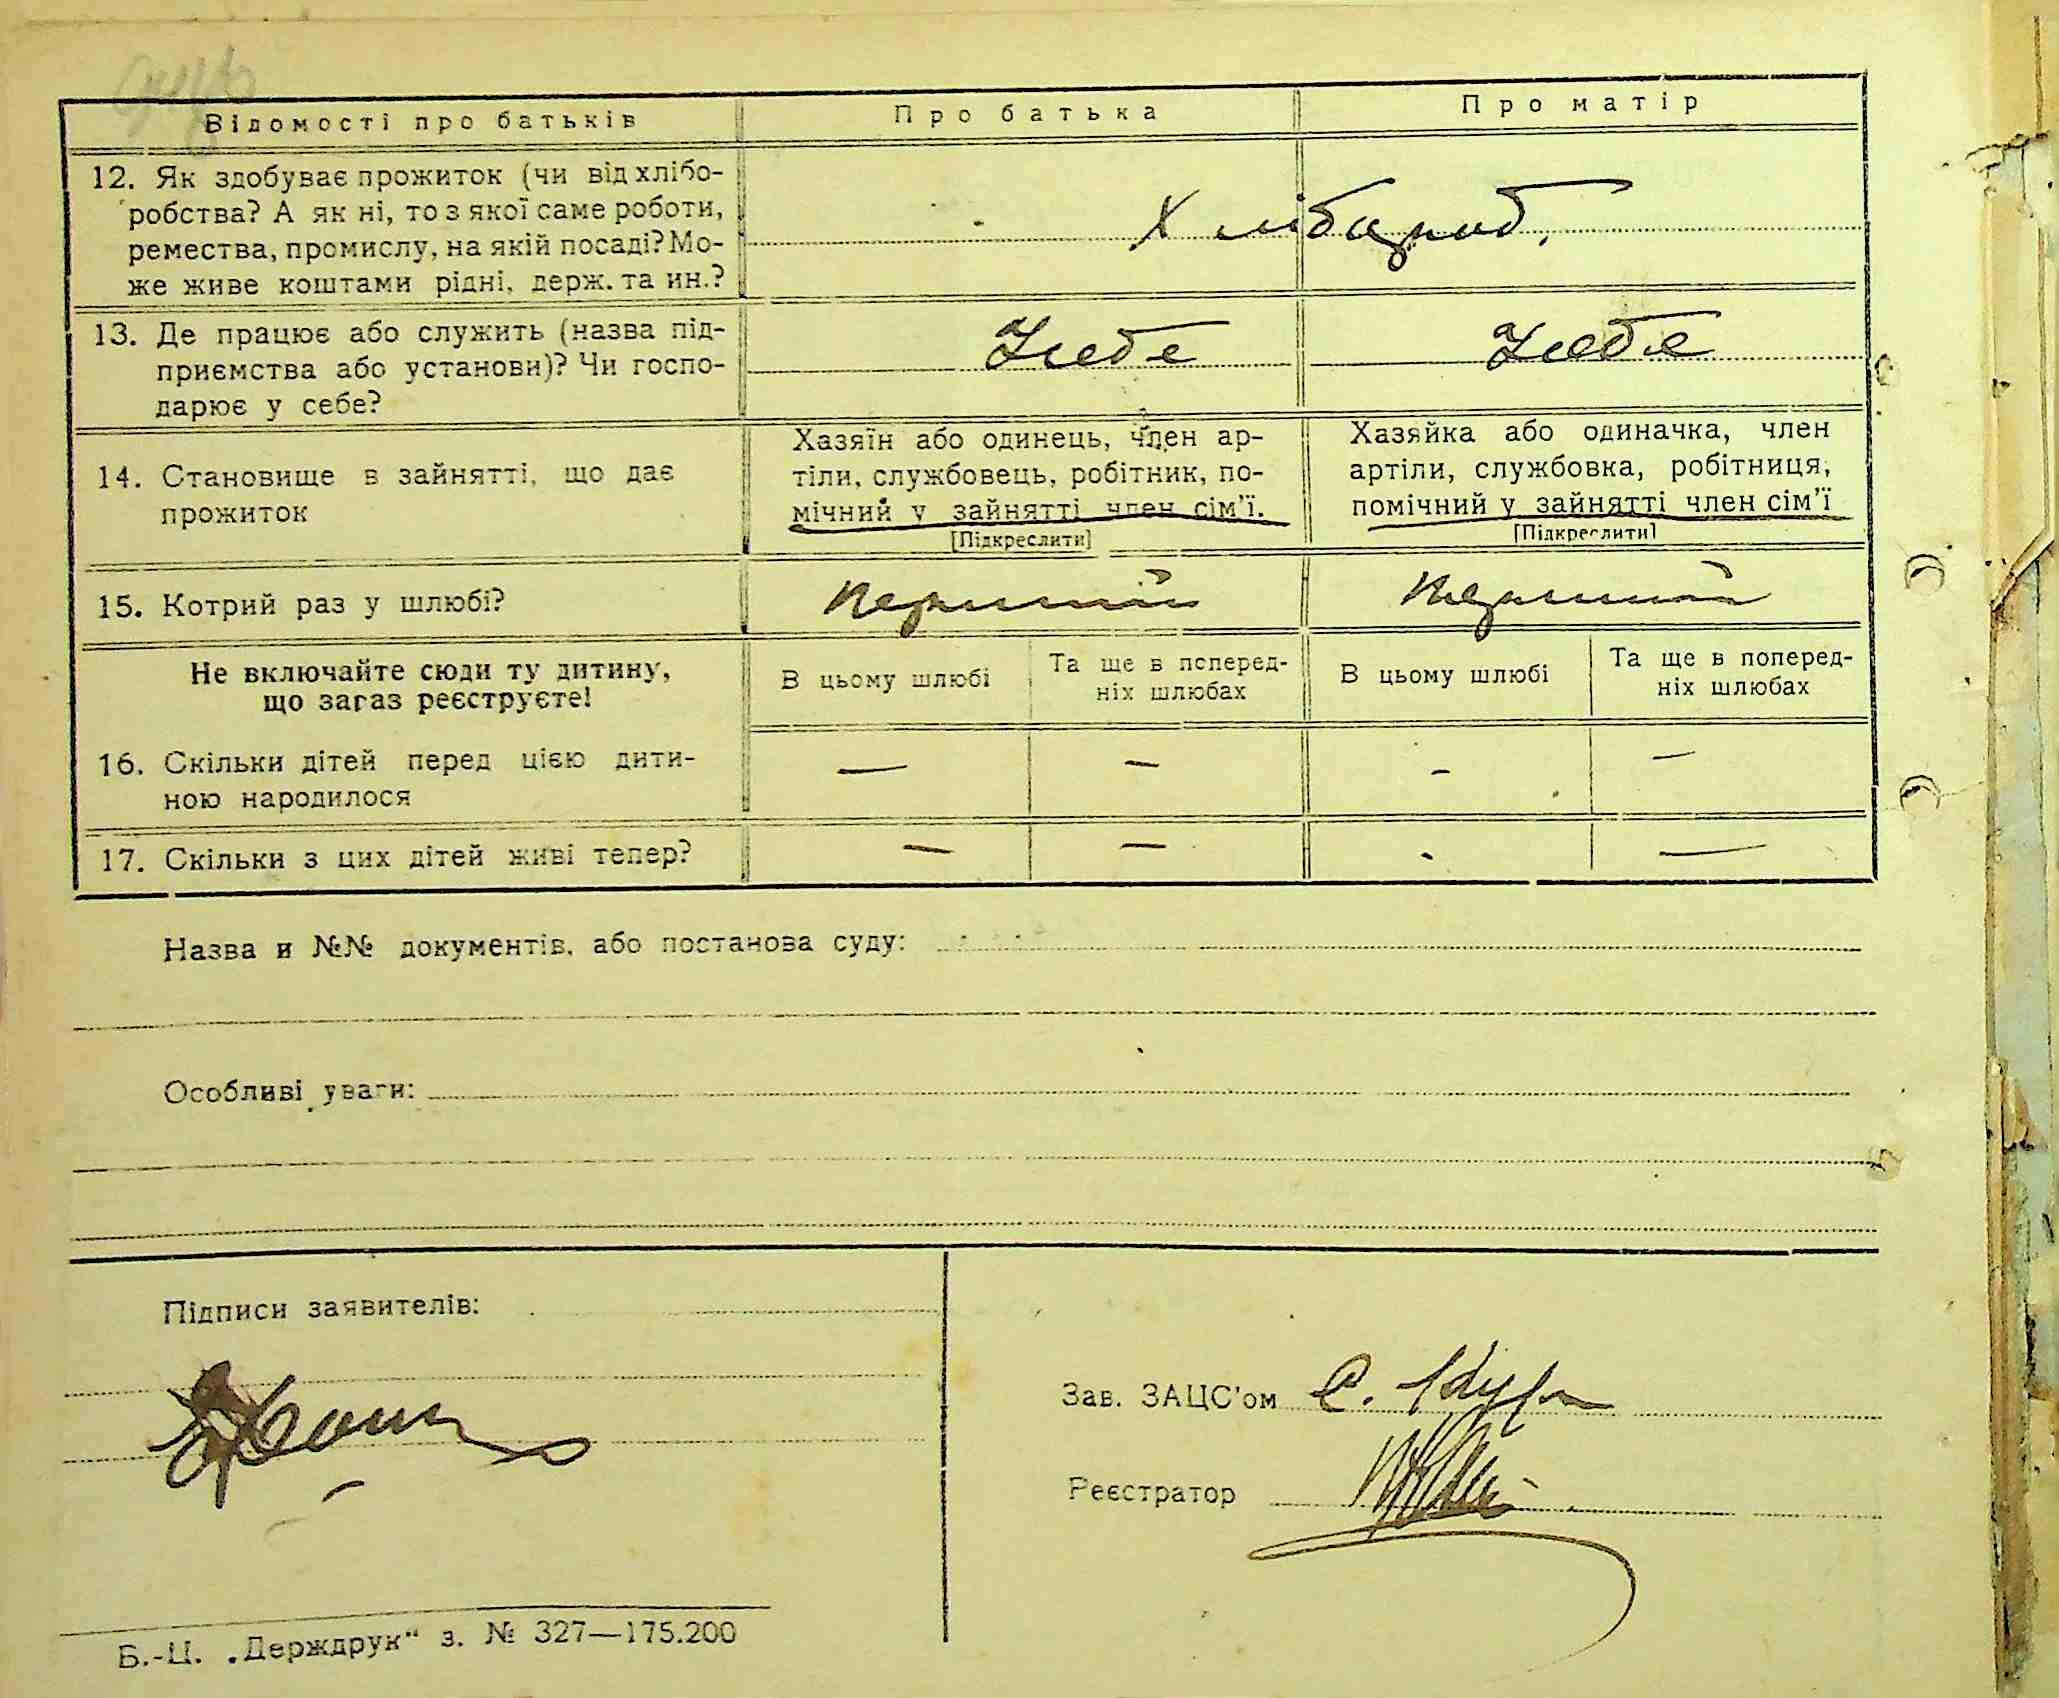 Відомості про батьків
Про батька
Про матір
12. Як здобуває прожиток (чи від хлібо-
робства? А як ні, то з якої саме роботи,
ремества, промислу, на якій посаді? Мо-
же живе коштами рідні, держ. та ин.?
Хлібороб.
13. Де працює або служить (назва під-
приємства або установи)? Чи госпо-
дарює у себе?
У себе
У себе
14. Становище в зайнятті, що дає
прожиток
Хазяїн або одинець, член ар-
тіли, службовець, робітник, по-
мічний у зайнятті член сім'ї.
[Підкреслити]
Хазяйка або одиначка, член
артіли, службовка, робітниця,
помічний у зайнятті член сім'ї
[Підкреслити]
15. Котрий раз у шлюбі?
Перший
Перший
Не включайте сюди ту дитину,
що зараз реєструєте!
В цьому шлюбі
Та ще в поперед-
ніх шлюбах
В цьому шлюбі
Та ще в поперед-
ніх шлюбах
16. Скільки дітей перед цією дити-
ною народилося
— — - —
17. Скільки з цих дітей живі тепер?
— — - —
Назва и №№ документів, або постанова суду:
Особливі уваги:
Підписи заявителів:
Зав. ЗАЦС'ом С.
Реєстратор
Б.-Ц. „Держдрук" з. № 327—175.200